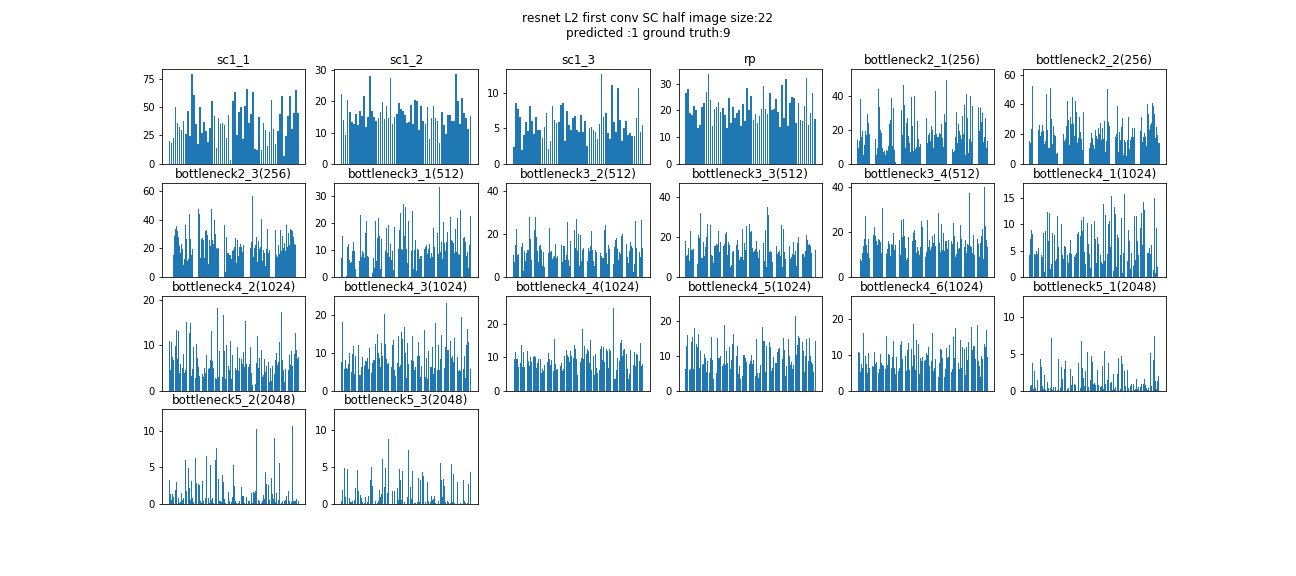 resnet L2 first conv SC half image size:22
predicted :1 ground truth:9
sc1_1 sc1_2 sc1_3 rp bottleneck2_1(256) bottleneck2_2(256)
75 30 10 30 40 60
50 20 5 20 20 40
25 10 0 10 0 20
0 0 0 0
bottleneck2_3(256) bottleneck3_1(512) bottleneck3_2(512) bottleneck3_3(512) bottleneck3_4(512) bottleneck4_1(1024)
60 30 40 40 40 15
40 20 20 20 20 10
20 10 0 0 0 5
0 0 0
bottleneck4_2(1024) bottleneck4_3(1024) bottleneck4_4(1024) bottleneck4_5(1024) bottleneck4_6(1024) bottleneck5_1(2048)
20 20 20 20 20 10
10 10 10 10 10 5
0 0 0 0 0 0
bottleneck5_2(2048) bottleneck5_3(2048)
10 10
5 5
0 0